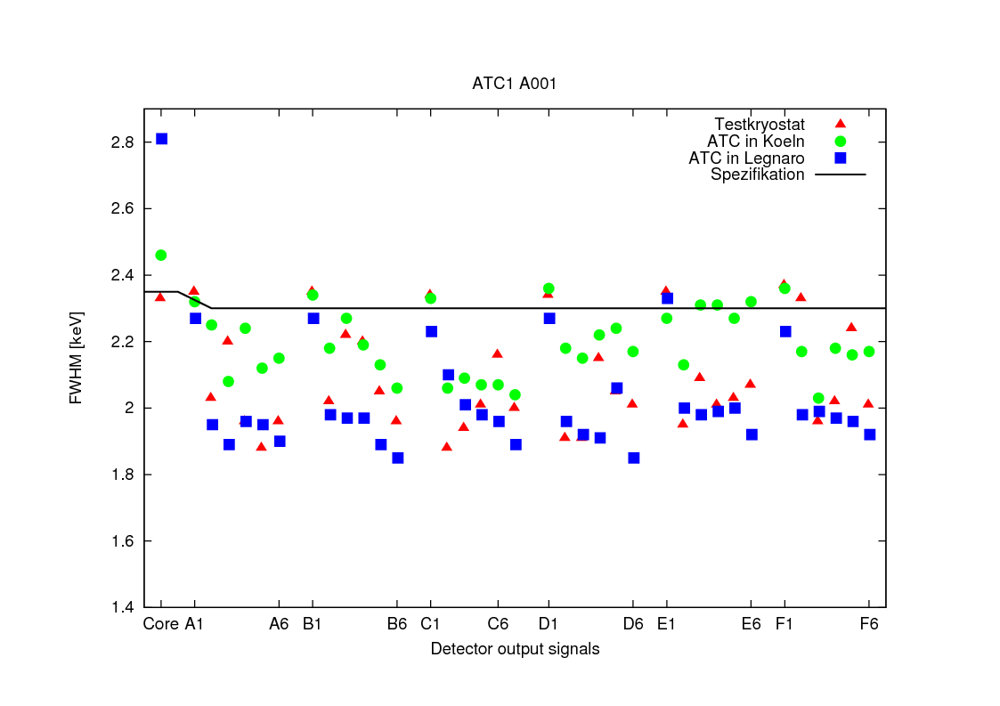 ATC1 A001
Testkryostat
ATC in Koeln
ATC in Legnaro
Spezifikation
2.8
2.6
2.4
2.2
2
1.8
1.6
1.4
FWHM [keV]
Core A1 A6 B1 B6 C1 C6 D1 D6 E1 E6 F1 F6
Detector output signals